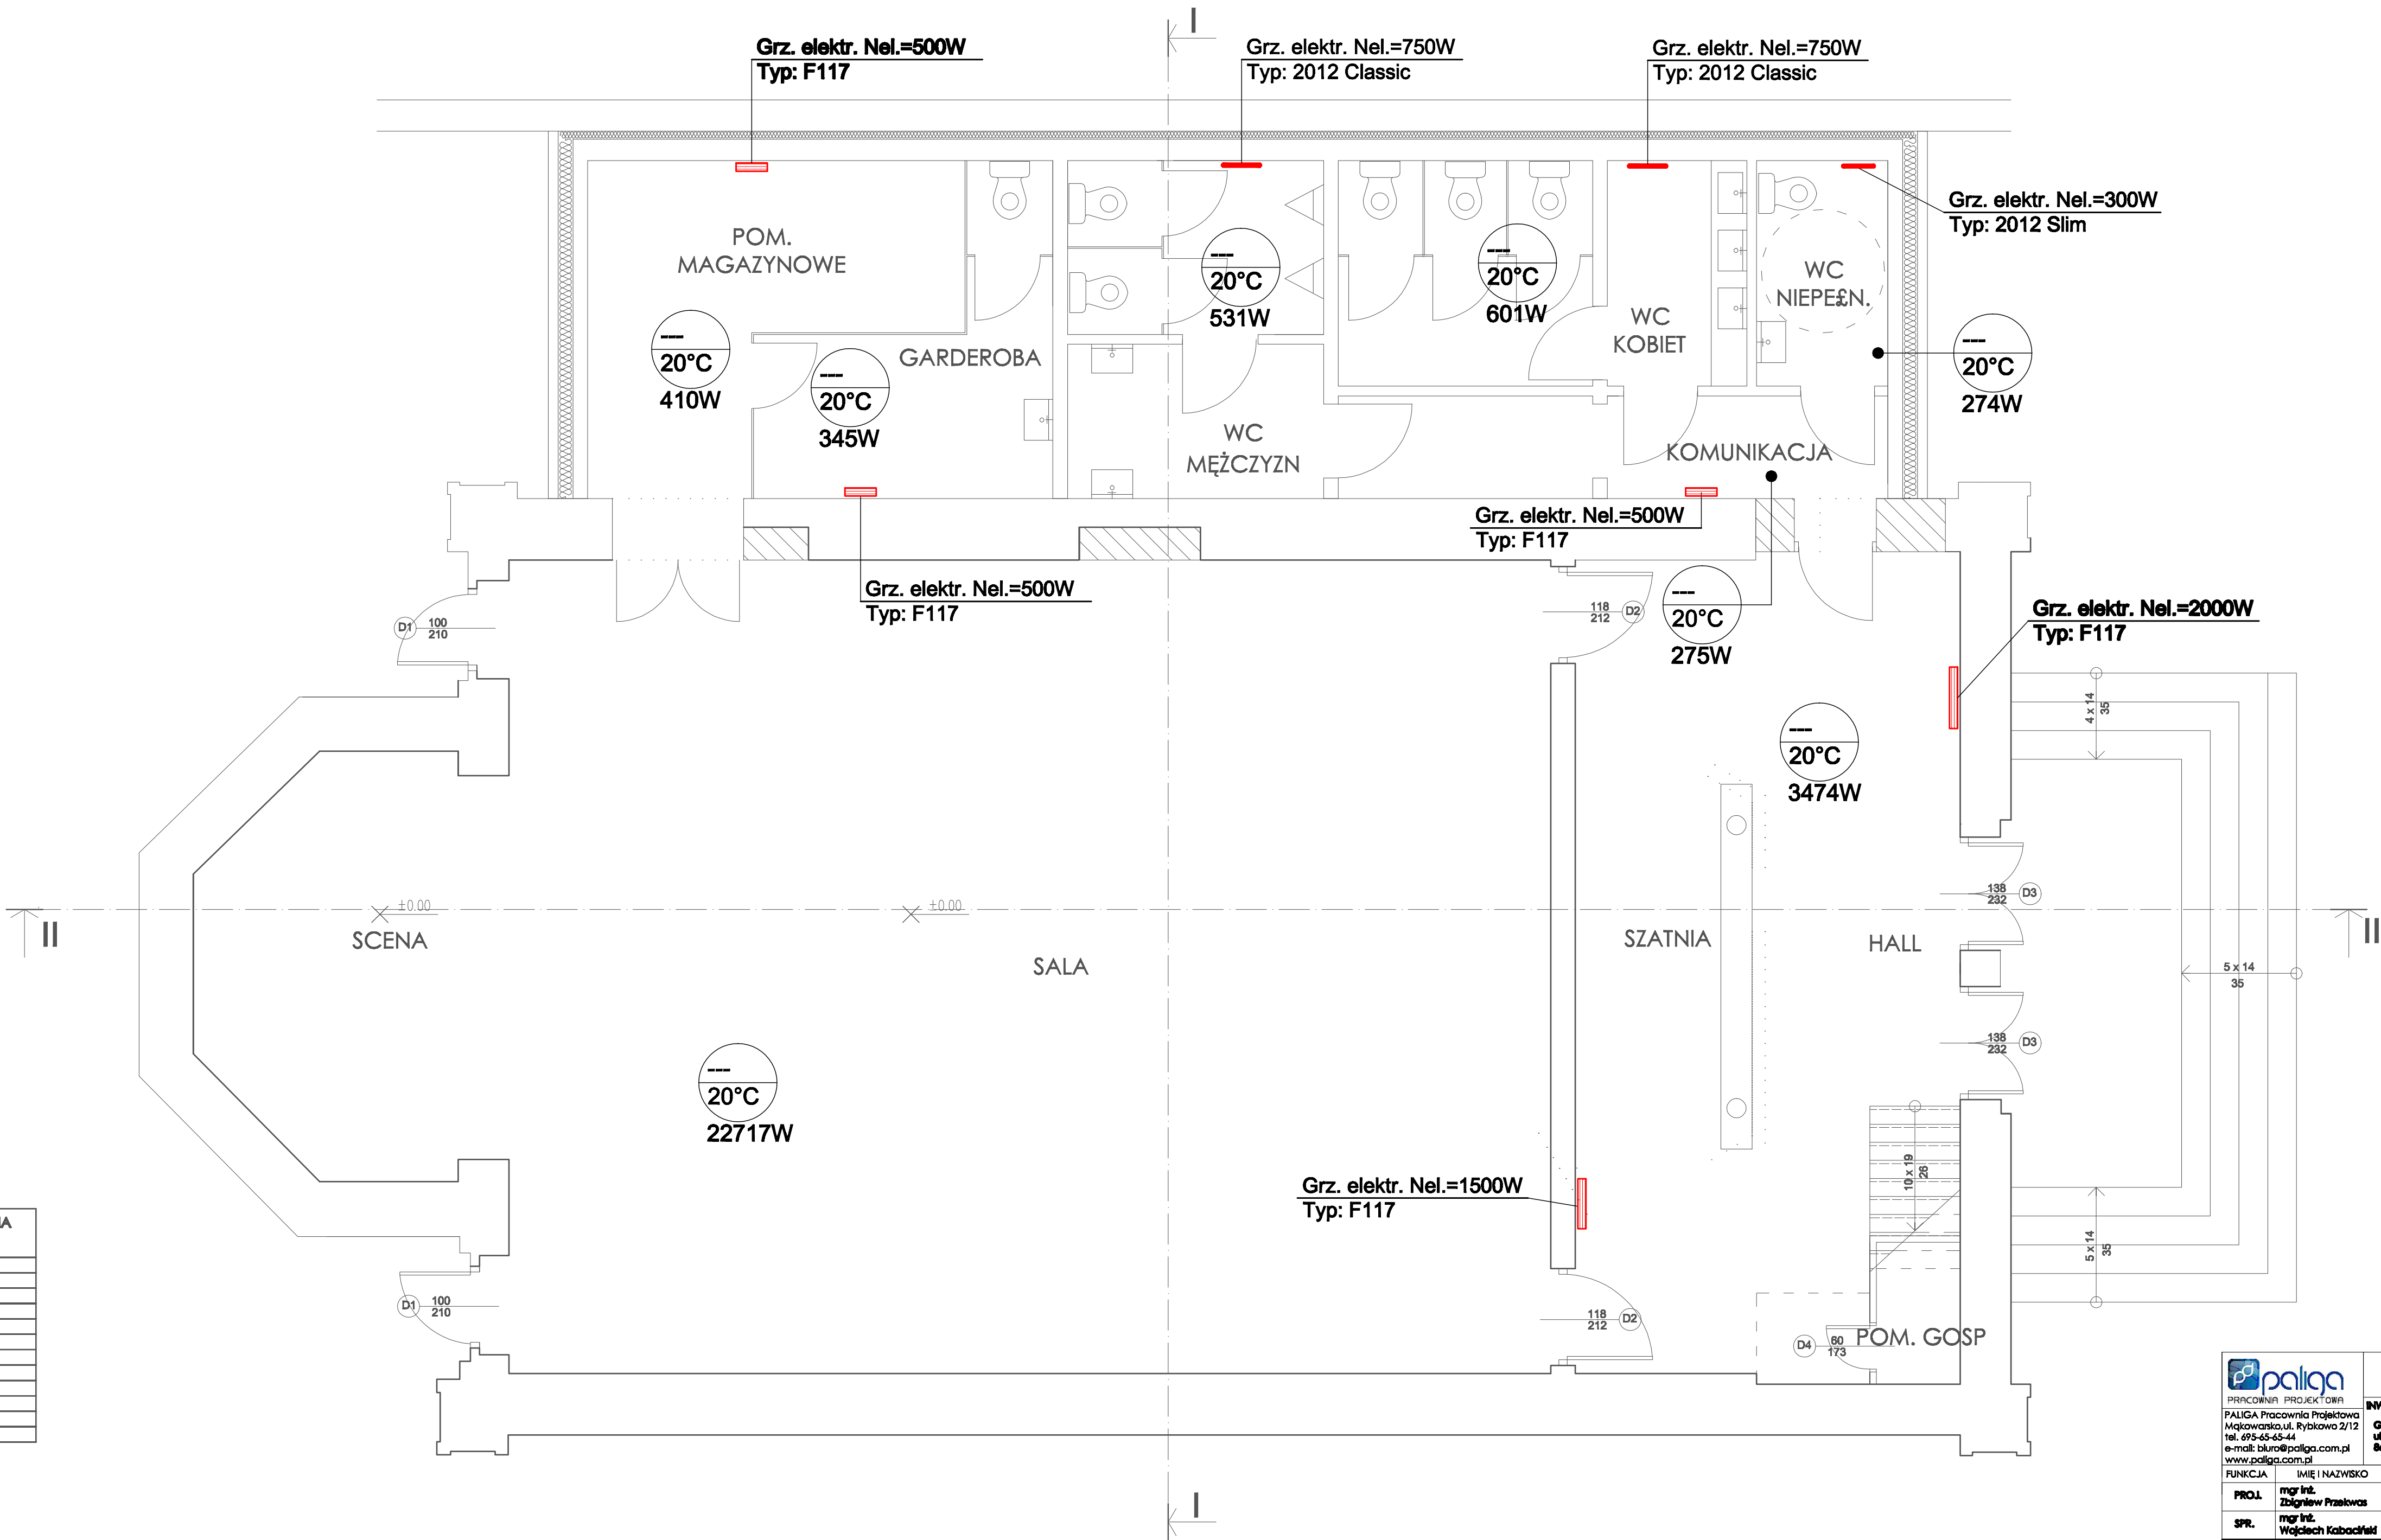 I
Grz. elektr. Nel.=500W
Typ: F117
Grz. elektr. Nel.=750W
Typ: 2012 Classic
Grz. elektr. Nel.=750W
Typ: 2012 Classic
Grz. elektr. Nel.=300W
Typ: 2012 Slim
POM.
MAGAZYNOWE
---
20°C
410W
---
20°C
345W
GARDEROBA
---
20°C
531W
WC
MĘŻCZYZN
---
20°C
601W
WC
KOBIET
WC
NIEPE£N.
---
20°C
274W
KOMUNIKACJA
Grz. elektr. Nel.=500W
Typ: F117
Grz. elektr. Nel.=500W
Typ: F117
---
20°C
275W
Grz. elektr. Nel.=2000W
Typ: F117
D1
100
210
118
212
D2
4 x 14
35
---
20°C
3474W
138
232
D3
II
±0.00
SCENA
±0.00
SALA
SZATNIA
HALL
II
5 x 14
35
138
232
D3
---
20°C
22717W
10 x 19
26
Grz. elektr. Nel.=1500W
Typ: F117
5 x 14
35
D1
100
210
118
212
D2
D4
60
173
POM. GOSP
I
paliga
PRACOWNIA PROJEKTOWA
PALIGA Pracownia Projektowa
Mąkowarsko,ul. Rybkowo 2/12
tel. 695-65-65-44
e-mail: biuro@paliga.com.pl
www.paliga.com.pl
FUNKCJA
IMIĘ I NAZWISKO
PROJ.
mgr inż.
Zbigniew Przekwas
SPR.
mgr inż.
Wojciech Kabaciński